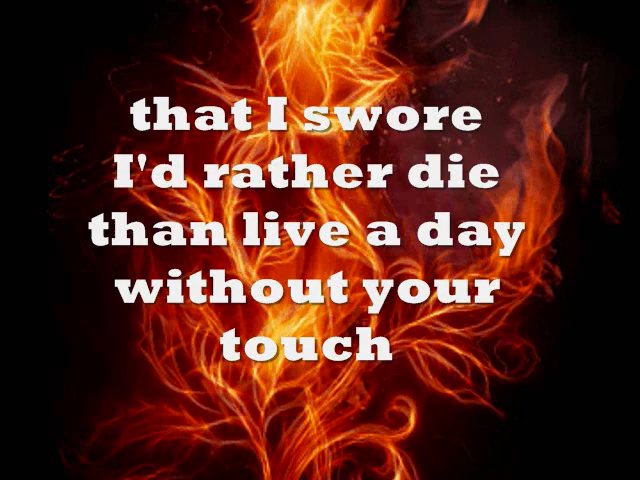 that I swore
I'd rather die
than live a day
without your
touch